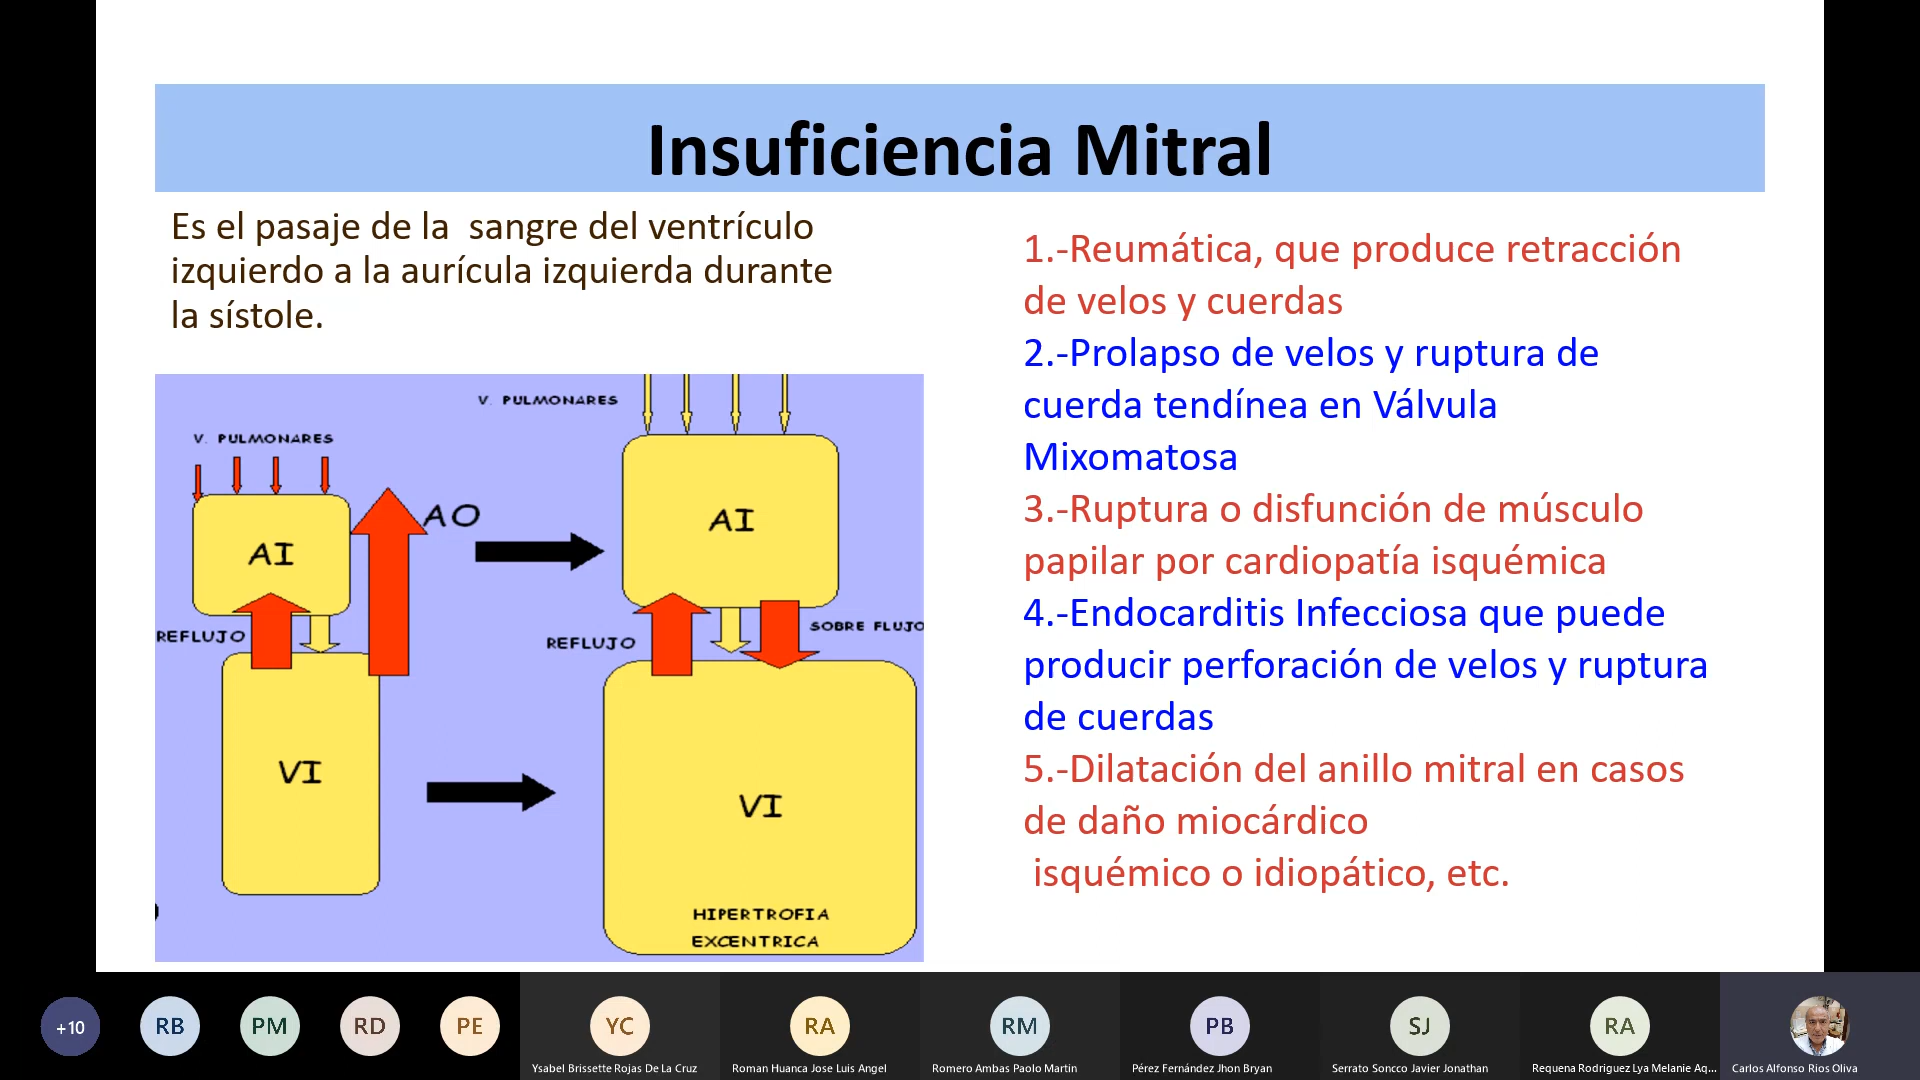 Insuficiencia Mitral
Es el pasaje de la sangre del ventrículo
izquierdo a la aurícula izquierda durante
la sístole.
1.-Reumática, que produce retracción
de velos y cuerdas
2.-Prolapso de velos y ruptura de
cuerda tendínea en Válvula
Mixomatosa
3.-Ruptura o disfunción de músculo
papilar por cardiopatía isquémica
4.-Endocarditis Infecciosa que puede
producir perforación de velos y ruptura
de cuerdas
5.-Dilatación del anillo mitral en casos
de daño miocárdico
isquémico o idiopático, etc.
V. PULMONARES
V. PULMONARES
AI
AO
AI
REFLUJO
REFLUJO
SOBRE FLUJO
VI
VI
HIPERTROFIA
EXCENTRICA
+10
RB
PM
RD
PE
YC
RA
RM
PB
SJ
RA
Ysabel Brissette Rojas De La Cruz
Roman Huanca Jose Luis Angel
Romero Ambas Paolo Martin
Pérez Fernández Jhon Bryan
Serrato Soncco Javier Jonathan
Requena Rodriguez Lya Melanie Aq...
Carlos Alfonso Rios Oliva